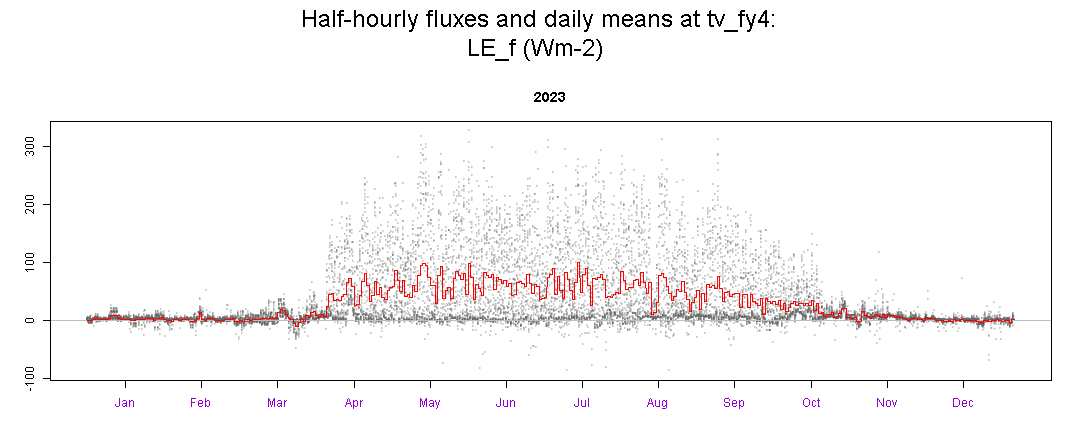 Half-hourly fluxes and daily means at tv_fy4:
LE_f (Wm-2)
2023
300
200
100
0
-100
Jan Feb Mar Apr May Jun Jul Aug Sep Oct Nov Dec